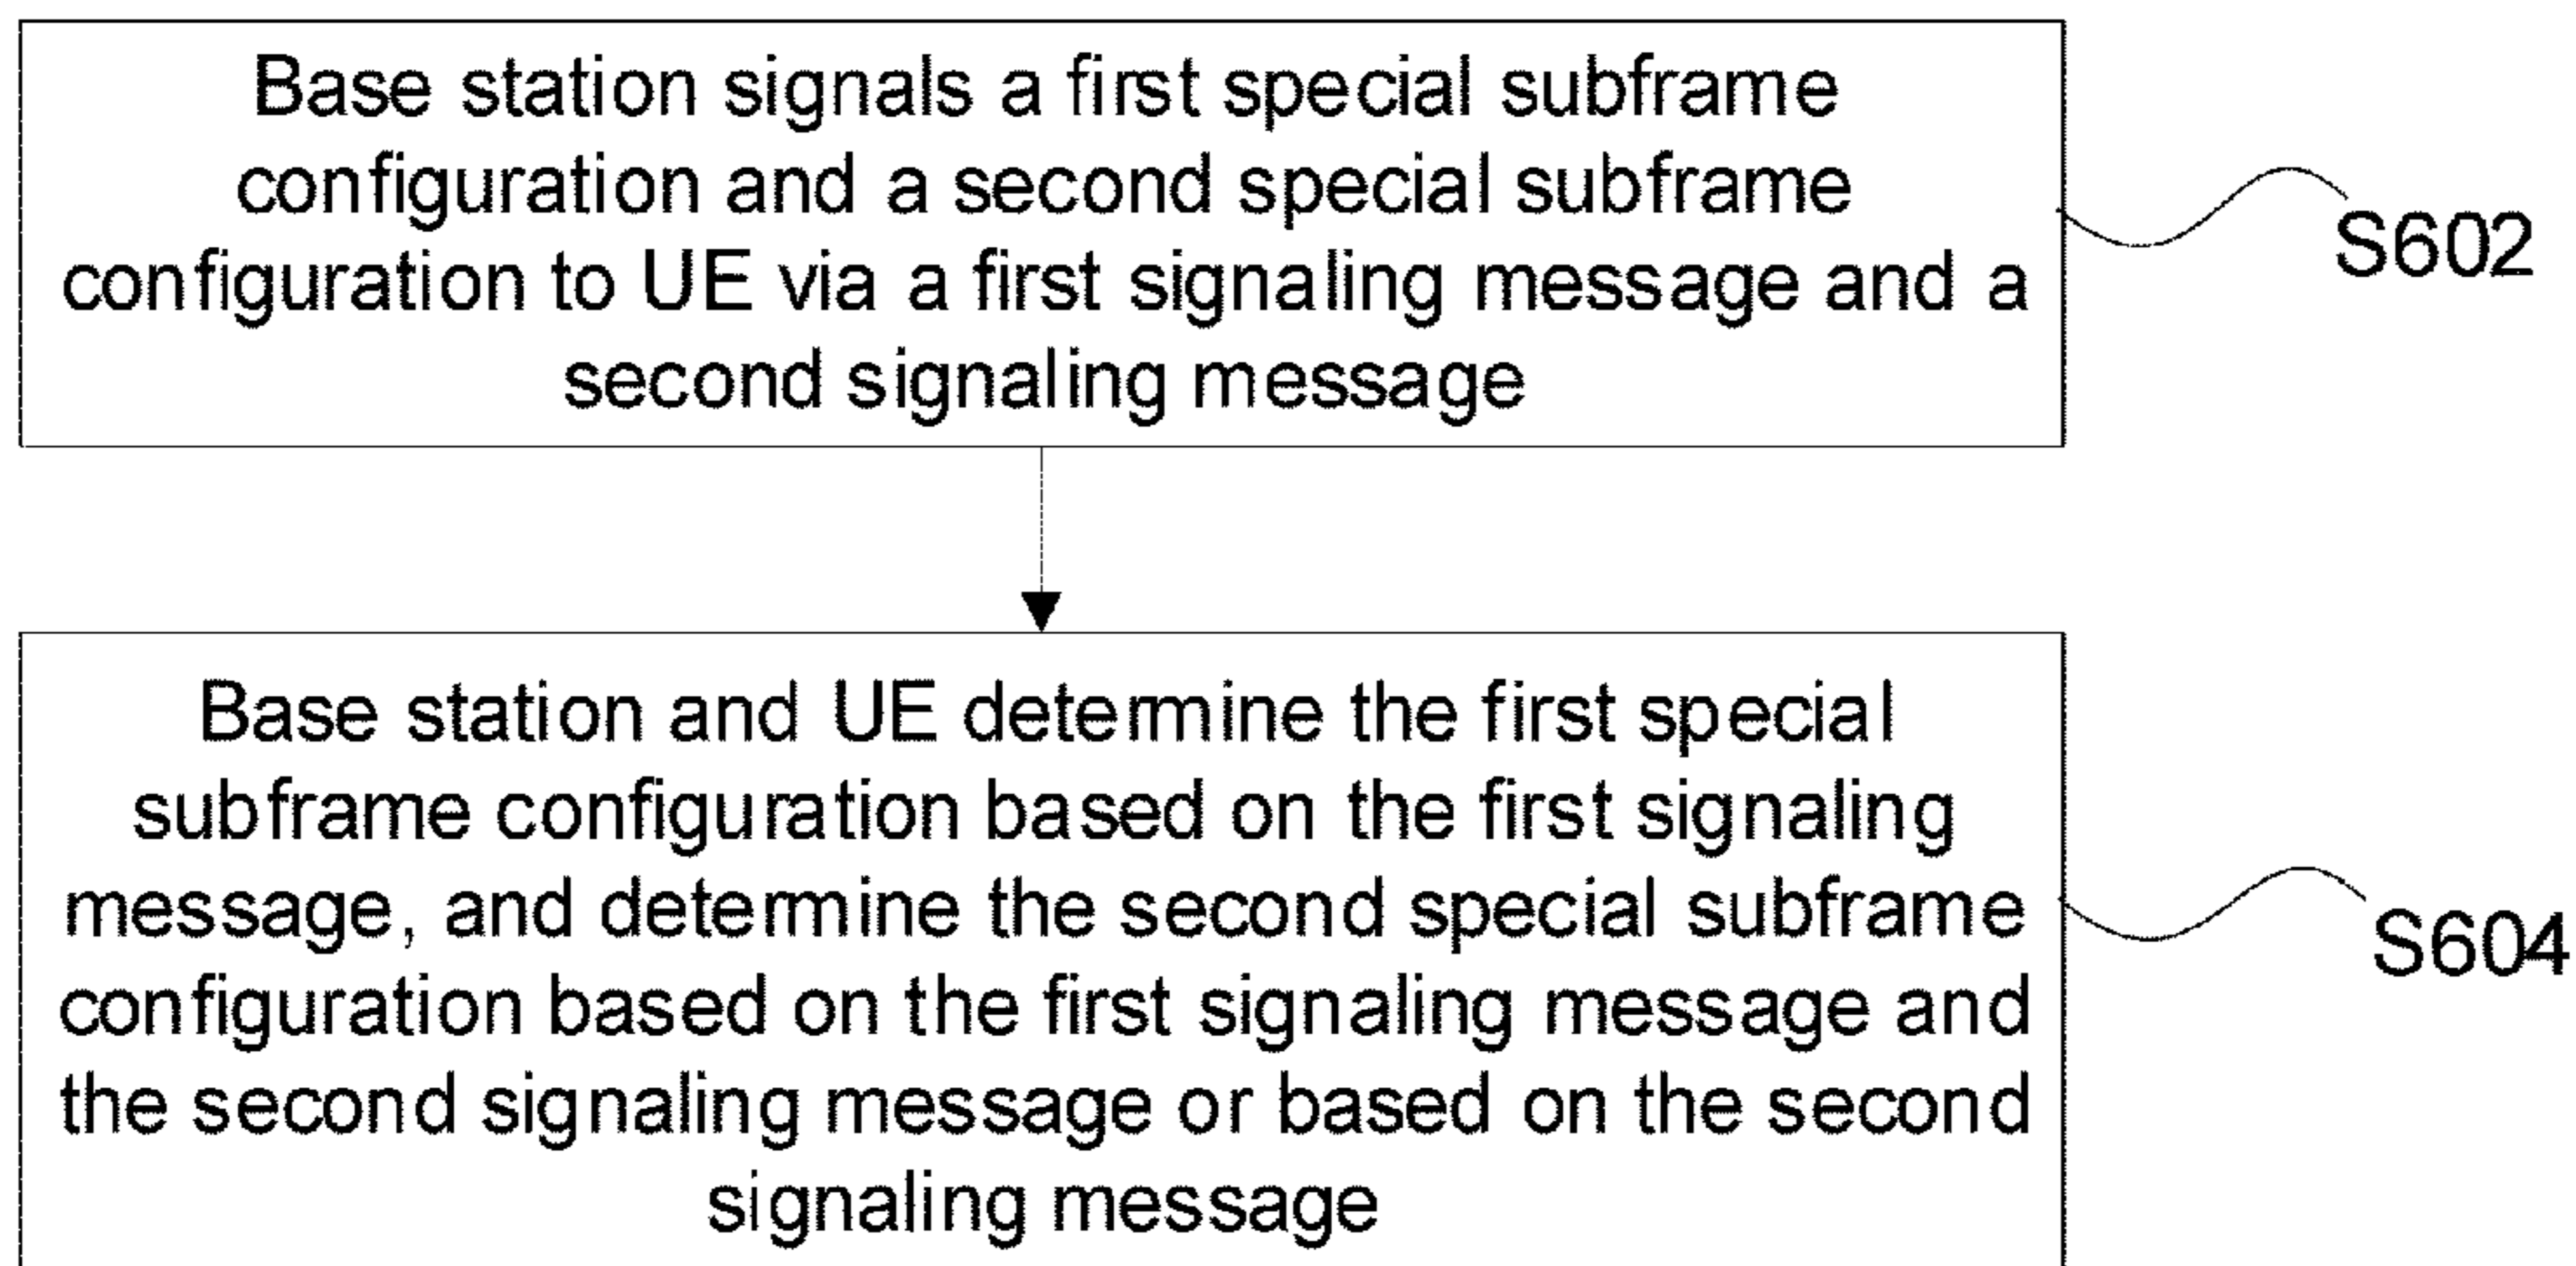 Base station signals a first special subframe
configuration and a second special subframe
configuration to UE via a first signaling message and a
second signaling message
S602
Base station and UE determine the first special
subframe configuration based on the first signaling
message, and determine the second special subframe
configuration based on the first signaling message and
the second signaling message or based on the second
signaling message
S604